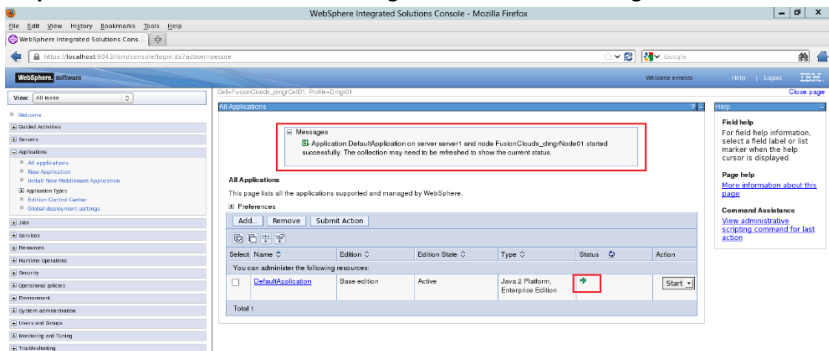 WebSphere Integrated Solutions Console - Mozilla Firefox
File Edit View History Bookmarks Tools Help
WebSphere Integrated Solutions Cons...
https://localhost:9043/ibm/console/login.do?action=secure
Google
WebSphere. software
Welcome ernesto
Help | Logout
IBM.
View: All tasks
Cell=FusionClouds_dmgrCell01, Profile=Dmgr01
Close page
Welcome
Guided Activities
Servers
Applications
All applications
New Application
Install New Middleware Application
Application Types
Edition Control Center
Global deployment settings
Jobs
Services
Resources
Runtime Operations
Security
Operational policies
Environment
System administration
Users and Groups
Monitoring and Tuning
Troubleshooting
All Applications
Messages
Application DefaultApplication on server server1 and node FusionClouds_dmgrNode01 started
successfully. The collection may need to be refreshed to show the current status.
All Applications
This page lists all the applications supported and managed by WebSphere.
Preferences
Add... Remove Submit Action
Select Name Edition Edition State Type Status Action
You can administer the following resources:
DefaultApplication Base edition Active Java 2 Platform, Start
Enterprise Edition
Total 1
Help
Field help
For field help information,
select a field label or list
marker when the help
cursor is displayed.
Page help
More information about this
page
Command Assistance
View administrative
scripting command for last
action